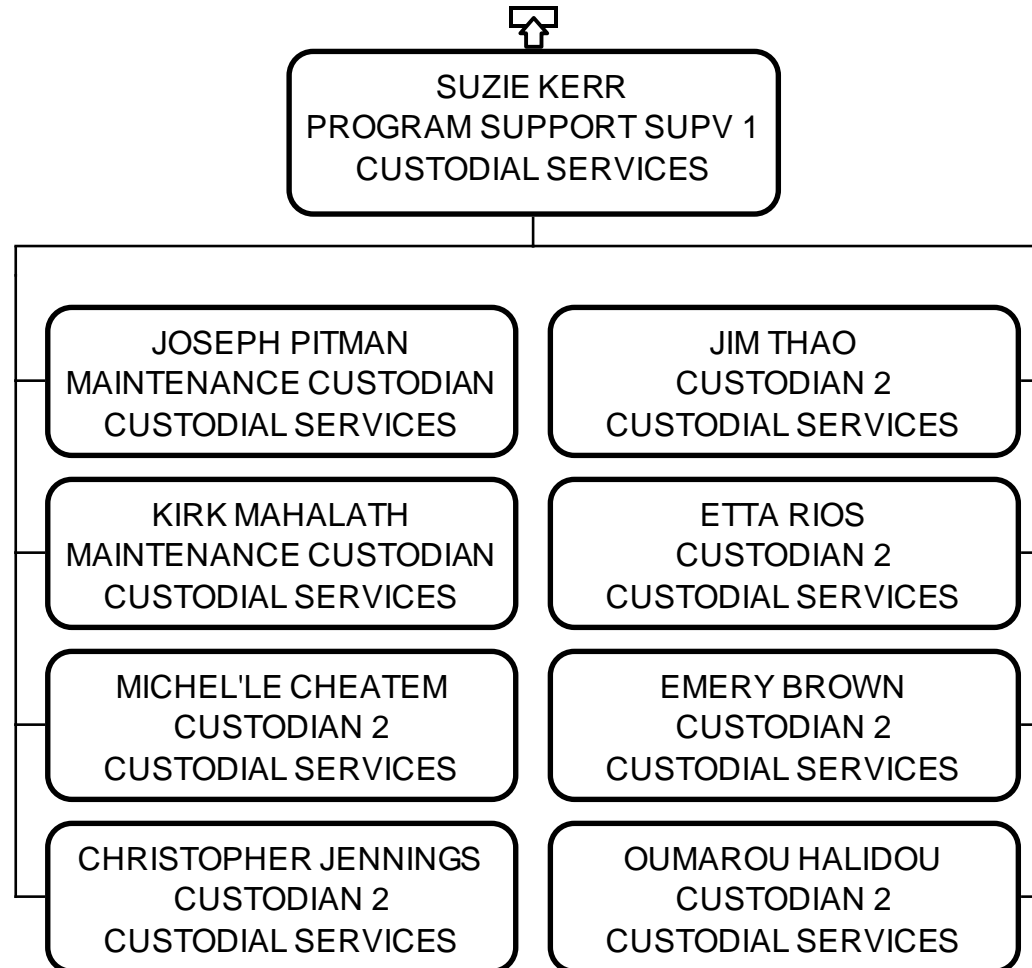 SUZIE KERR
PROGRAM SUPPORT SUPV 1
CUSTODIAL SERVICES
JOSEPH PITMAN
MAINTENANCE CUSTODIAN
CUSTODIAL SERVICES
JIM THAO
CUSTODIAN 2
CUSTODIAL SERVICES
KIRK MAHALATH
MAINTENANCE CUSTODIAN
CUSTODIAL SERVICES
ETTA RIOS
CUSTODIAN 2
CUSTODIAL SERVICES
MICHEL'LE CHEATEM
CUSTODIAN 2
CUSTODIAL SERVICES
EMERY BROWN
CUSTODIAN 2
CUSTODIAL SERVICES
CHRISTOPHER JENNINGS
CUSTODIAN 2
CUSTODIAL SERVICES
OUMAROU HALIDOU
CUSTODIAN 2
CUSTODIAL SERVICES